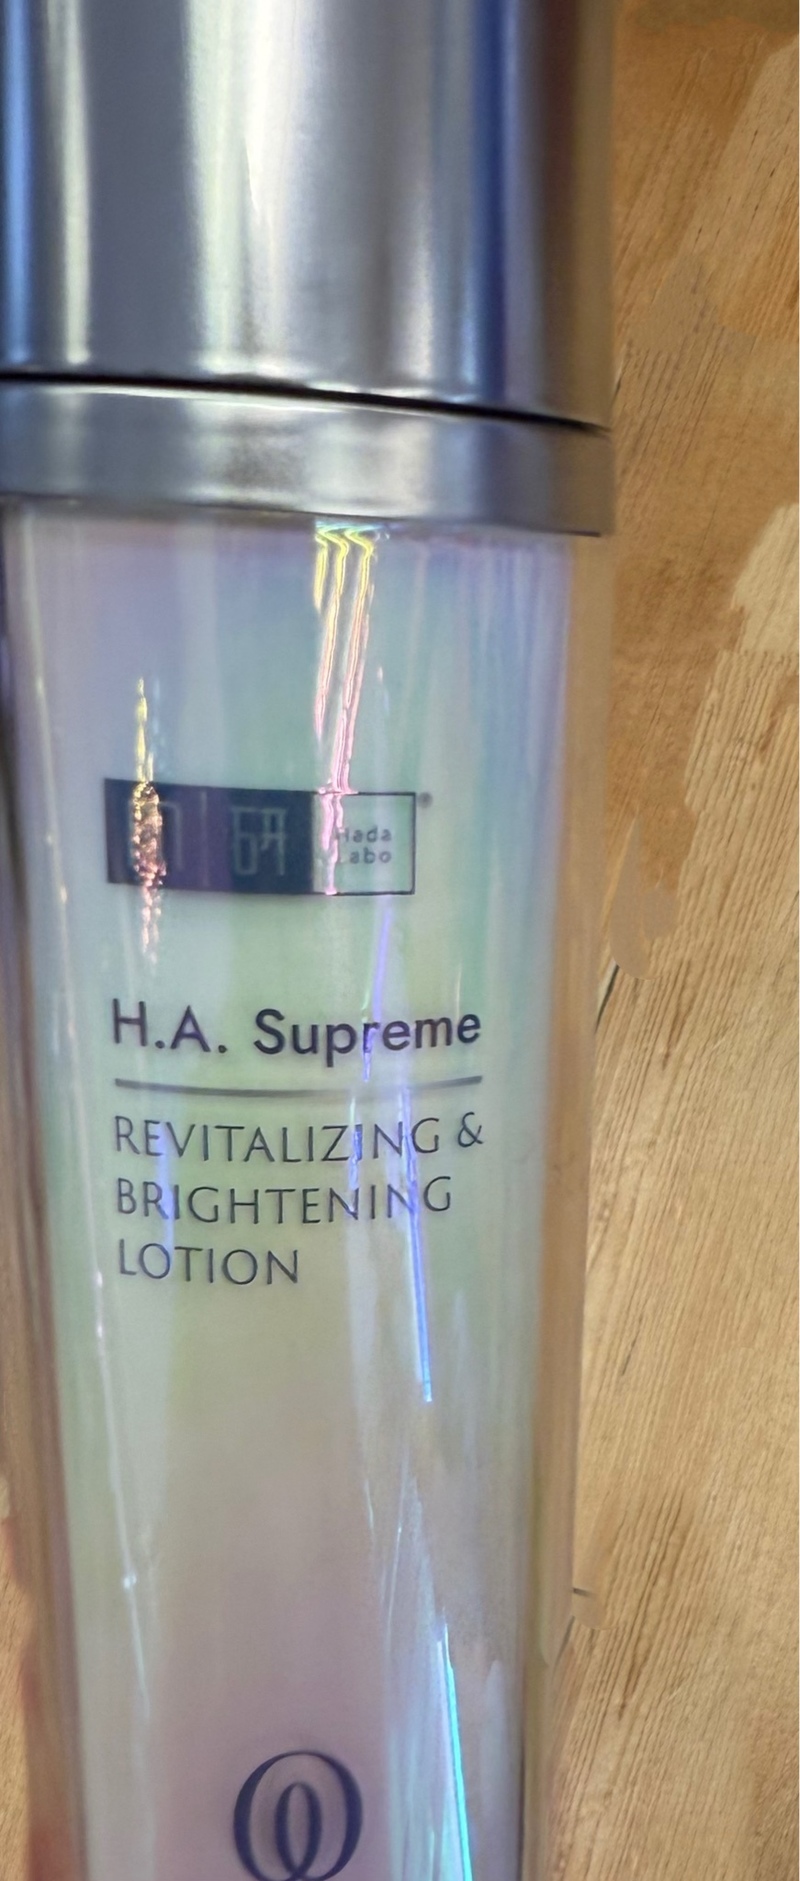 Hada
Labo
®
H.A. Supreme
REVITALIZING &
BRIGHTENING
LOTION